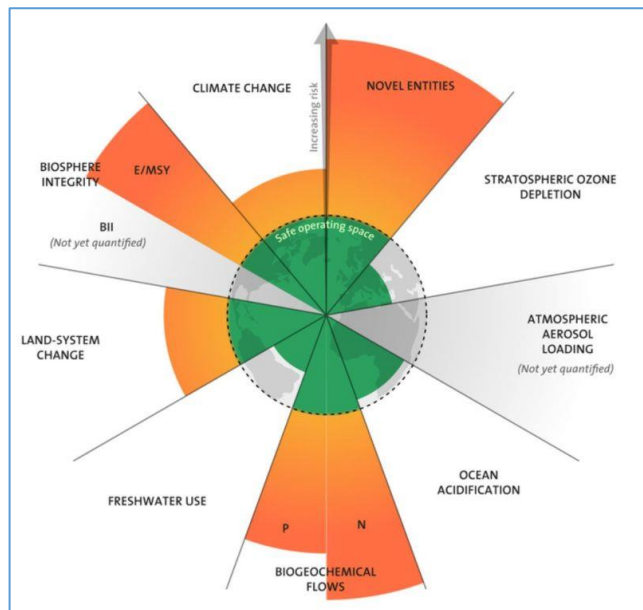 CLIMATE CHANGE
Increasing risk
NOVEL ENTITIES
STRATOSPHERIC OZONE
DEPLETION
ATMOSPHERIC
AEROSOL
LOADING
(Not yet quantified)
OCEAN
ACIDIFICATION
P
N
BIOGEOCHEMICAL
FLOWS
FRESHWATER USE
LAND-SYSTEM
CHANGE
BIOSPHERE
INTEGRITY
E/MSY
BII
(Not yet quantified)
Safe operating space